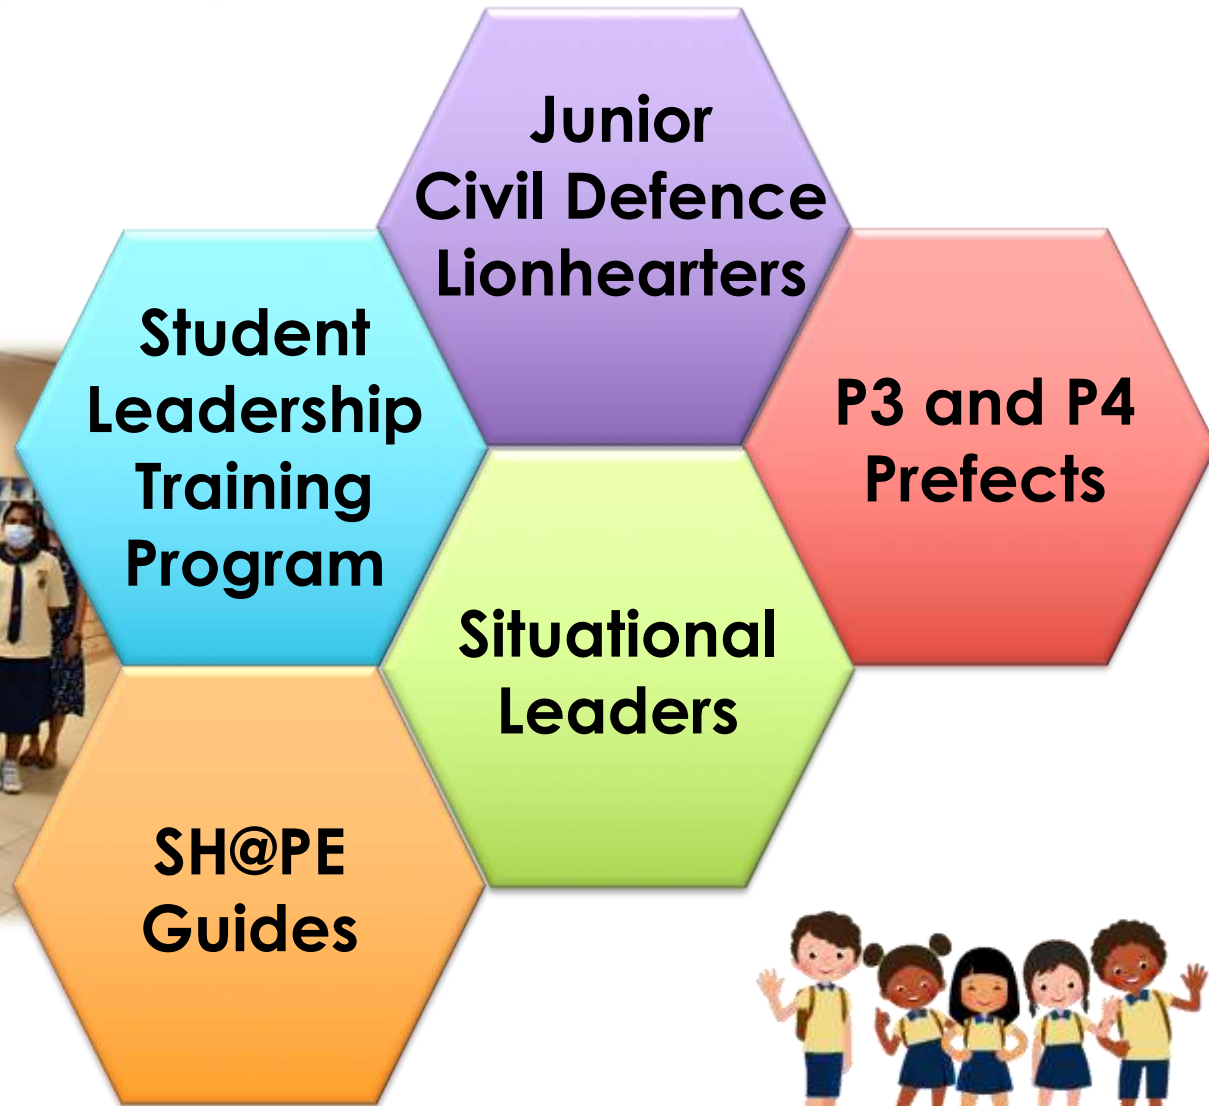 Junior
Civil Defence
Lionhearters
Student
Leadership
Training
Program
P3 and P4
Prefects
Situational
Leaders
SH@PE
Guides